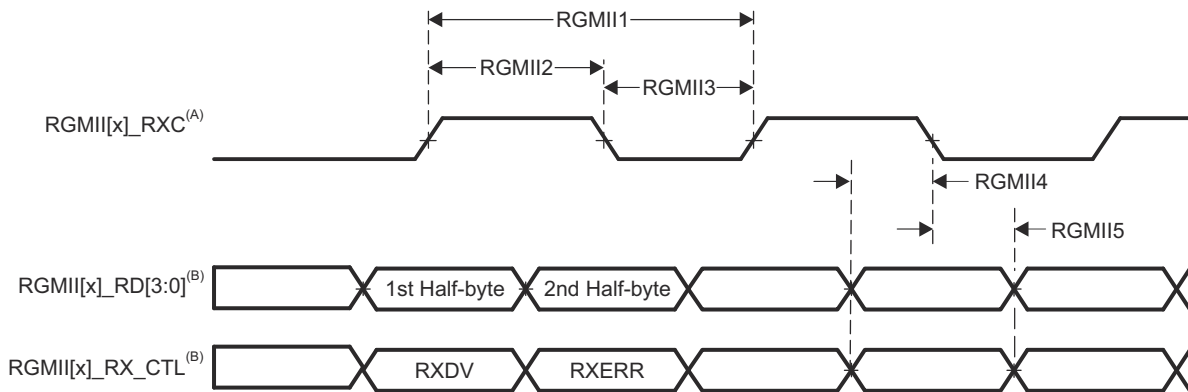 RGMII1
RGMII2
RGMII3
RGMII[x]_RXC(A)
RGMII4
RGMII5
RGMII[x]_RD[3:0](B)
1st Half-byte
2nd Half-byte
RGMII[x]_RX_CTL(B)
RXDV
RXERR